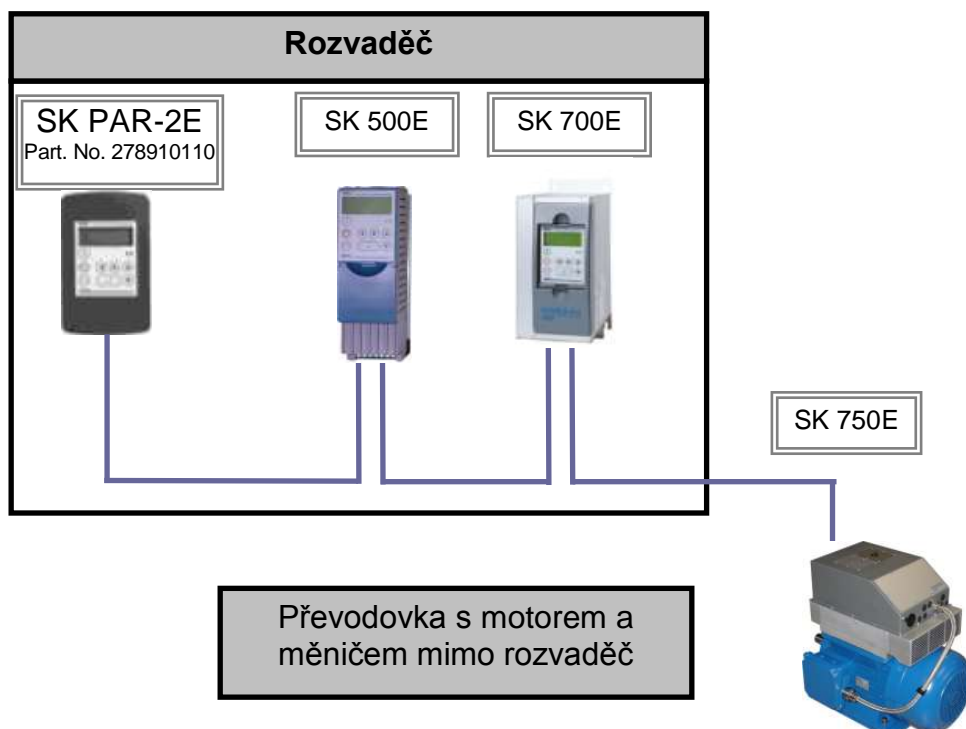 Rozvaděč
SK PAR-2E
Part. No. 278910110
SK 500E
SK 700E
SK 750E
Převodovka s motorem a
měničem mimo rozvaděč